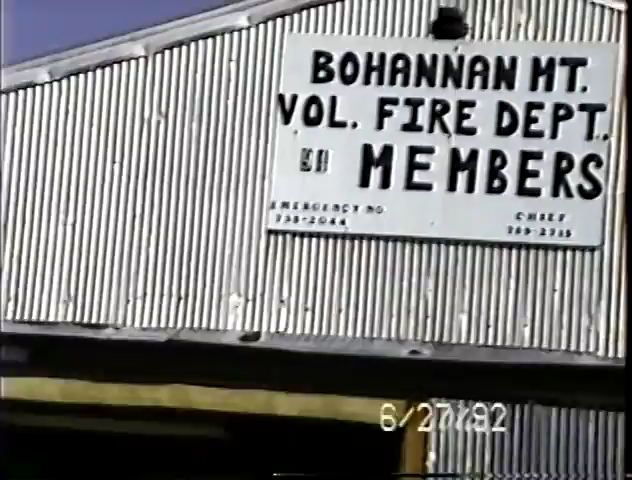 BOHANNAN MT.
VOL. FIRE DEPT.
MEMBERS
EMERGENCY NO
CHIEF
6/27/92